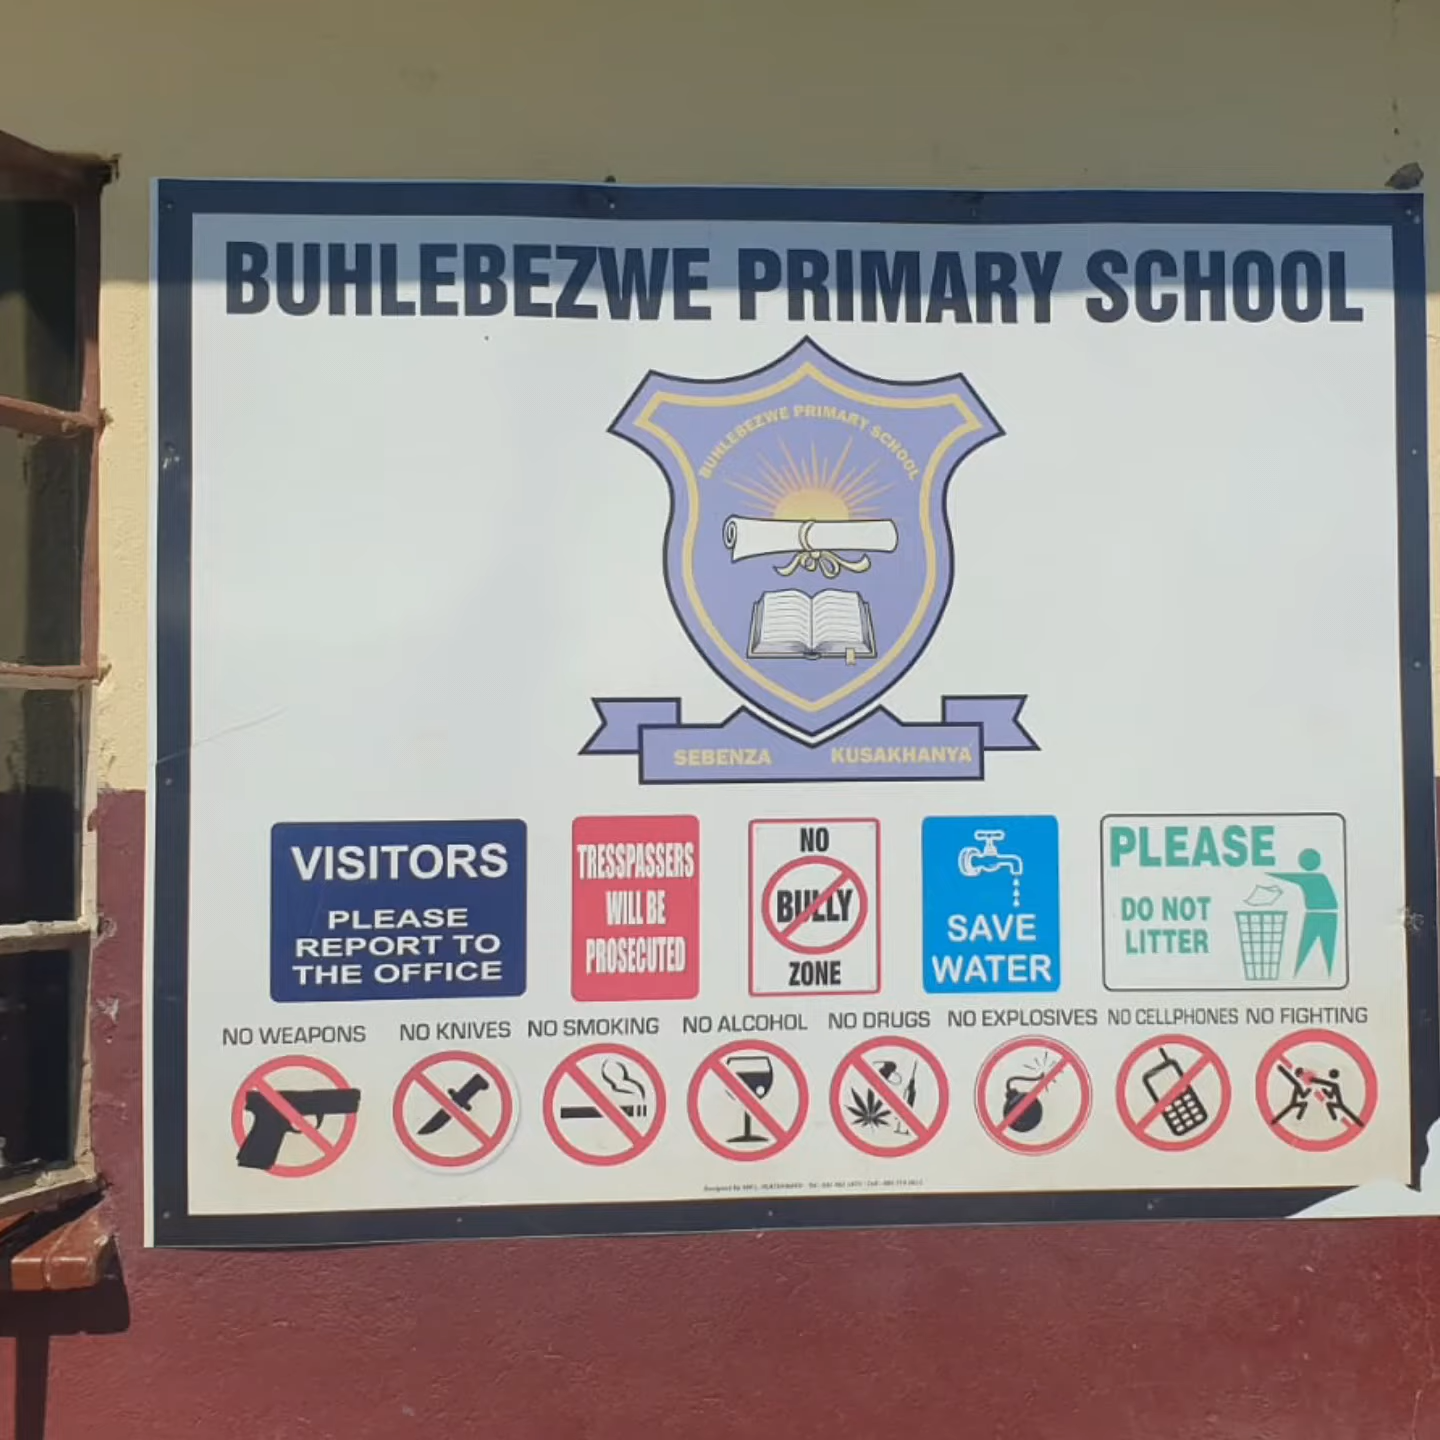 BUHLEBEZWE PRIMARY SCHOOL
BUHLEBEZWE PRIMARY SCHOOL
SEBENZA KUSAKHANYA
VISITORS
PLEASE
REPORT TO
THE OFFICE
TRESSPASSERS
WILL BE
PROSECUTED
NO
BULLY
ZONE
SAVE
WATER
PLEASE
DO NOT
LITTER
NO WEAPONS
NO KNIVES
NO SMOKING
NO ALCOHOL
NO DRUGS
NO EXPLOSIVES
NO CELLPHONES
NO FIGHTING